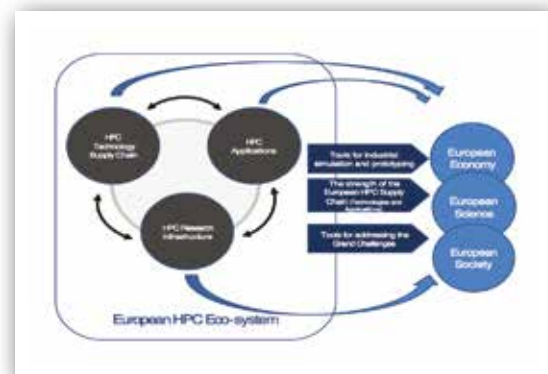 HPC
Technology
Supply Chain
HPC
Applications
HPC Research
Infrastructure
European HPC Eco-system
Tools for industrial
simulation and prototyping
The strength of the
European HPC Supply
Chain (Technologies and
Applications)
Tools for addressing the
Grand Challenges
European
Economy
European
Science
European
Society